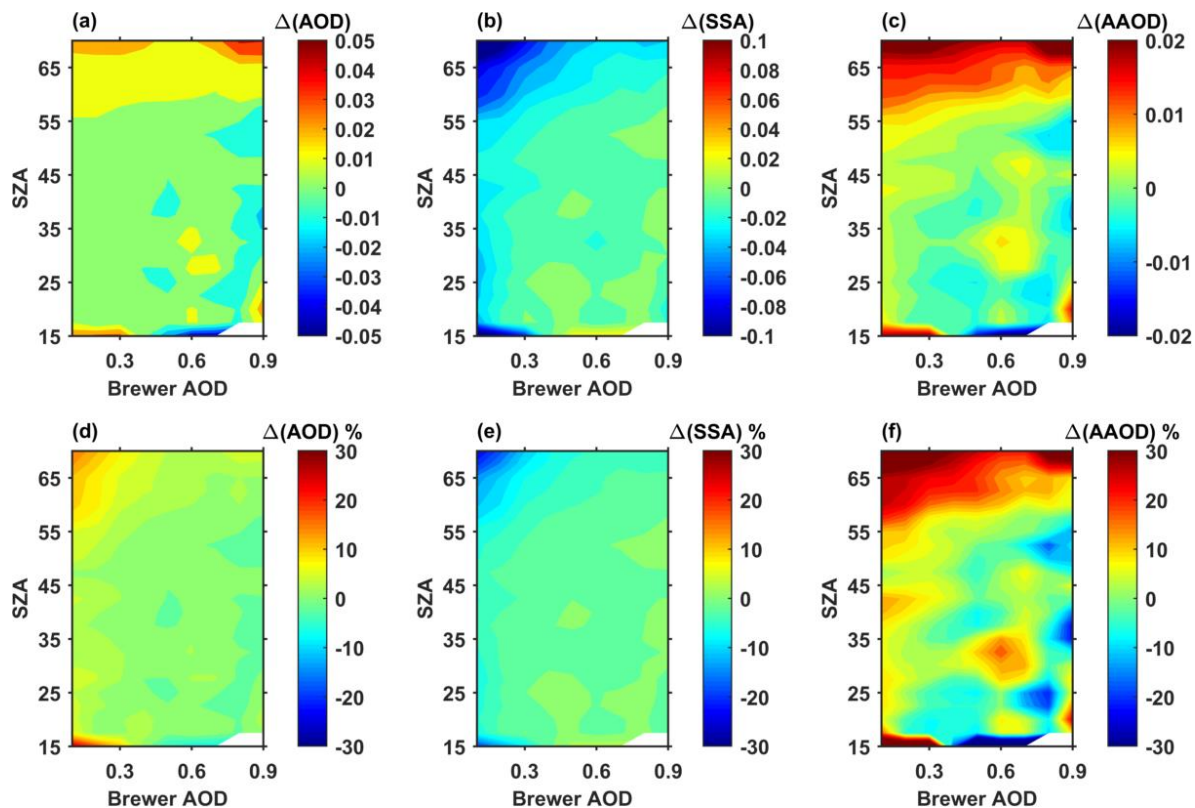 (a) Δ(AOD) (b) Δ(SSA) (c) Δ(AAOD)
65 0.05 65 0.1 65 0.02
0.04 0.08
55 0.03 55 0.06 55 0.01
0.02 0.04
SZA 45 0.01 SZA 45 0.02 SZA 45
0 0 0
35 -0.01 35 -0.02 35
-0.02 -0.04
25 -0.03 25 -0.06 25 -0.01
-0.04 -0.08
15 -0.05 15 -0.1 15 -0.02
0.3 0.6 0.9 0.3 0.6 0.9 0.3 0.6 0.9
Brewer AOD Brewer AOD Brewer AOD
(d) Δ(AOD) % (e) Δ(SSA) % (f) Δ(AAOD) %
65 30 65 30 65 30
20 20 20
55 55 55
10 10 10
SZA 45 0 SZA 45 0 SZA 45 0
35 -10 35 -10 35 -10
25 -20 25 -20 25 -20
15 -30 15 -30 15 -30
0.3 0.6 0.9 0.3 0.6 0.9 0.3 0.6 0.9
Brewer AOD Brewer AOD Brewer AOD